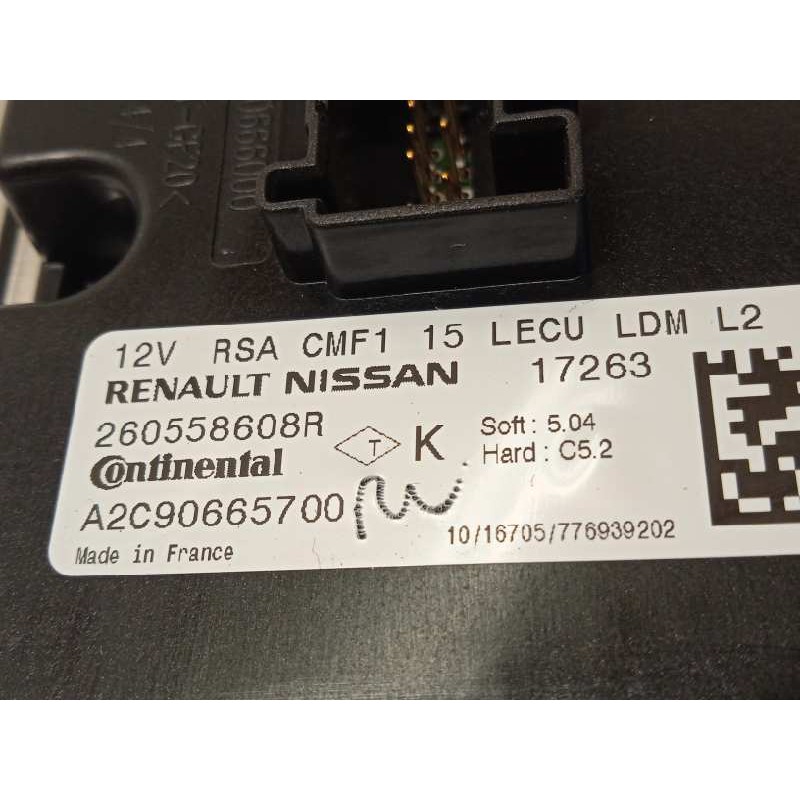 -GF20<
12V RSA CMF1 15 LECU LDM L2
RENAULT NISSAN 17263
260558608R
T K Soft: 5.04
Continental Hard: C5.2
A2C90665700
10/16705/776939202
Made in France